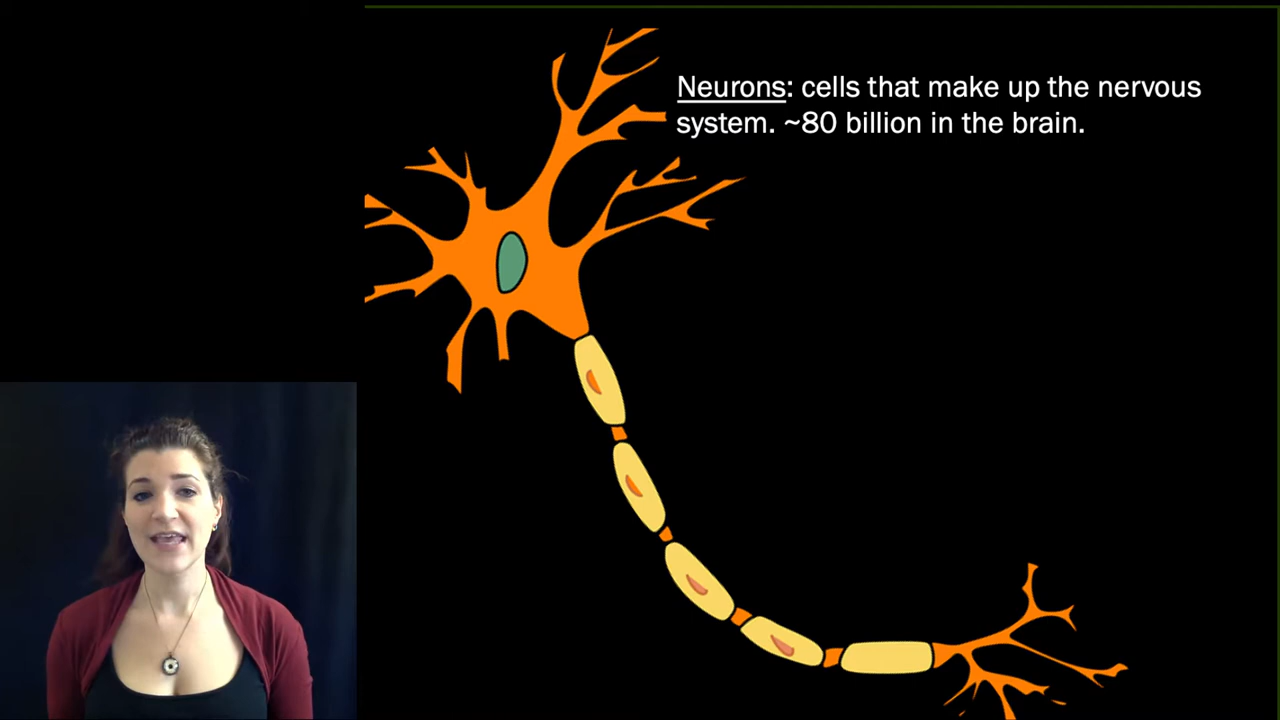 Neurons: cells that make up the nervous
system. ~80 billion in the brain.